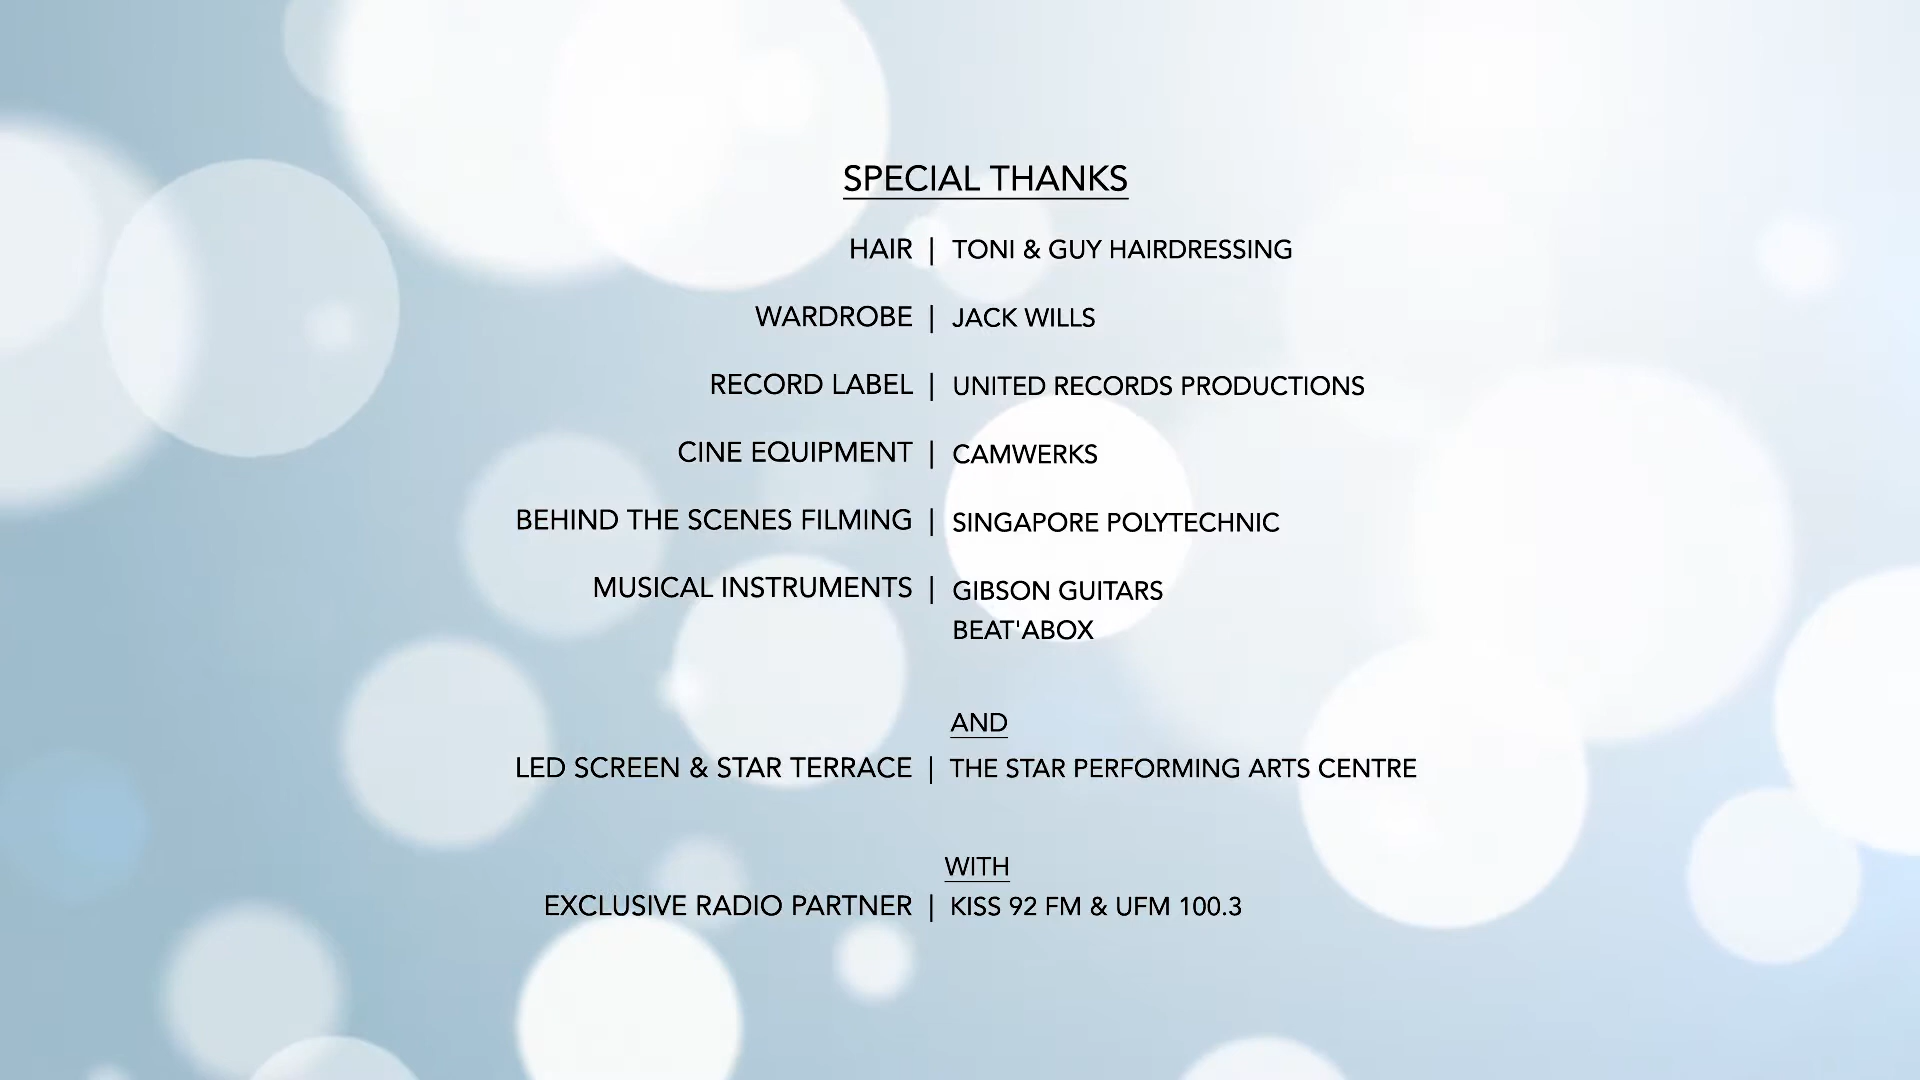 SPECIAL THANKS
HAIR | TONI & GUY HAIRDRESSING
WARDROBE | JACK WILLS
RECORD LABEL | UNITED RECORDS PRODUCTIONS
CINE EQUIPMENT | CAMWERKS
BEHIND THE SCENES FILMING | SINGAPORE POLYTECHNIC
MUSICAL INSTRUMENTS | GIBSON GUITARS
BEAT'ABOX
AND
LED SCREEN & STAR TERRACE | THE STAR PERFORMING ARTS CENTRE
WITH
EXCLUSIVE RADIO PARTNER | KISS 92 FM & UFM 100.3